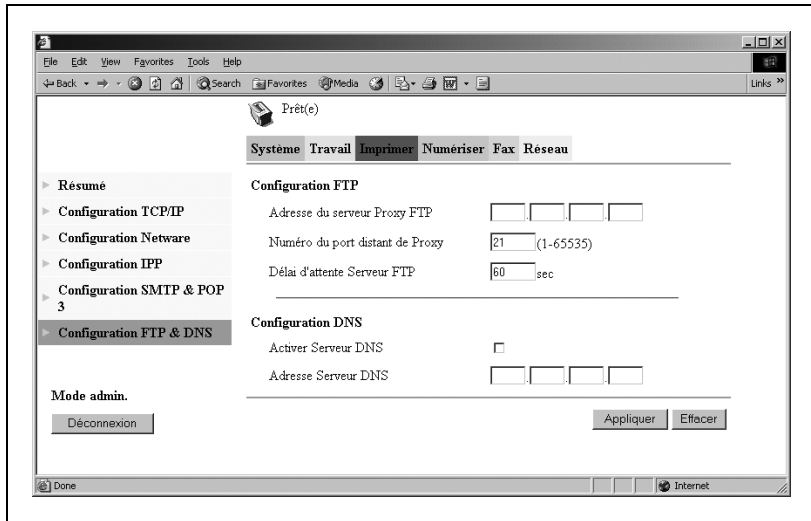 File Edit View Favorites Tools Help
Back Search Favorites Media Links »
Prêt(e)
Système Travail Imprimer Numériser Fax Réseau
Résumé
Configuration TCP/IP
Configuration Netware
Configuration IPP
Configuration SMTP & POP
3
Configuration FTP & DNS
Mode admin.
Déconnexion
Configuration FTP
Adresse du serveur Proxy FTP . . .
Numéro du port distant de Proxy 21 (1-65535)
Délai d'attente Serveur FTP 60 sec
Configuration DNS
Activer Serveur DNS
Adresse Serveur DNS . . .
Appliquer Effacer
Done Internet